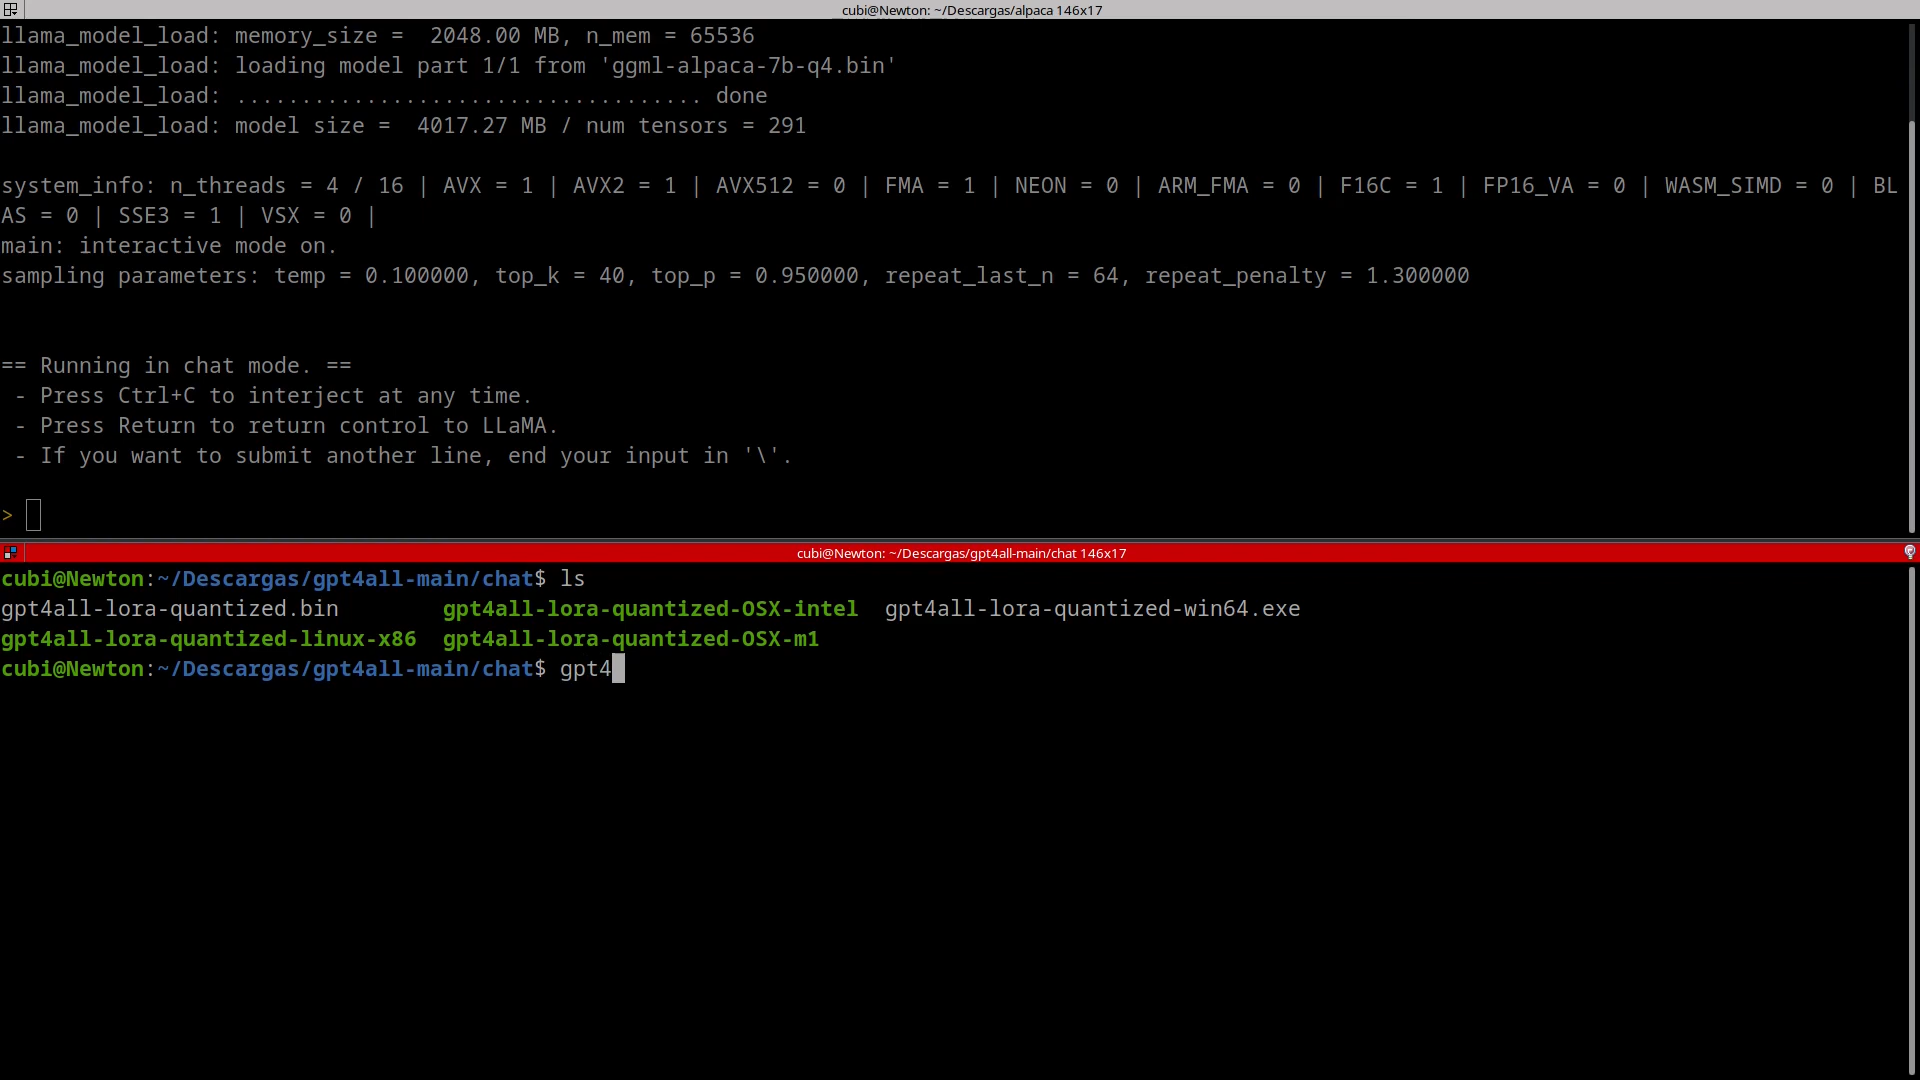 cubi@Newton: ~/Descargas/alpaca 146x17
llama_model_load: memory_size =  2048.00 MB, n_mem = 65536
llama_model_load: loading model part 1/1 from 'ggml-alpaca-7b-q4.bin'
llama_model_load: .................................... done
llama_model_load: model size =  4017.27 MB / num tensors = 291
system_info: n_threads = 4 / 16 | AVX = 1 | AVX2 = 1 | AVX512 = 0 | FMA = 1 | NEON = 0 | ARM_FMA = 0 | F16C = 1 | FP16_VA = 0 | WASM_SIMD = 0 | BL
AS = 0 | SSE3 = 1 | VSX = 0 |
main: interactive mode on.
sampling parameters: temp = 0.100000, top_k = 40, top_p = 0.950000, repeat_last_n = 64, repeat_penalty = 1.300000
== Running in chat mode. ==
 - Press Ctrl+C to interject at any time.
 - Press Return to return control to LLaMA.
 - If you want to submit another line, end your input in '\'.
>
cubi@Newton: ~/Descargas/gpt4all-main/chat 146x17
cubi@Newton:~/Descargas/gpt4all-main/chat$ ls
gpt4all-lora-quantized.bin        gpt4all-lora-quantized-OSX-intel  gpt4all-lora-quantized-win64.exe
gpt4all-lora-quantized-linux-x86  gpt4all-lora-quantized-OSX-m1
cubi@Newton:~/Descargas/gpt4all-main/chat$ gpt4